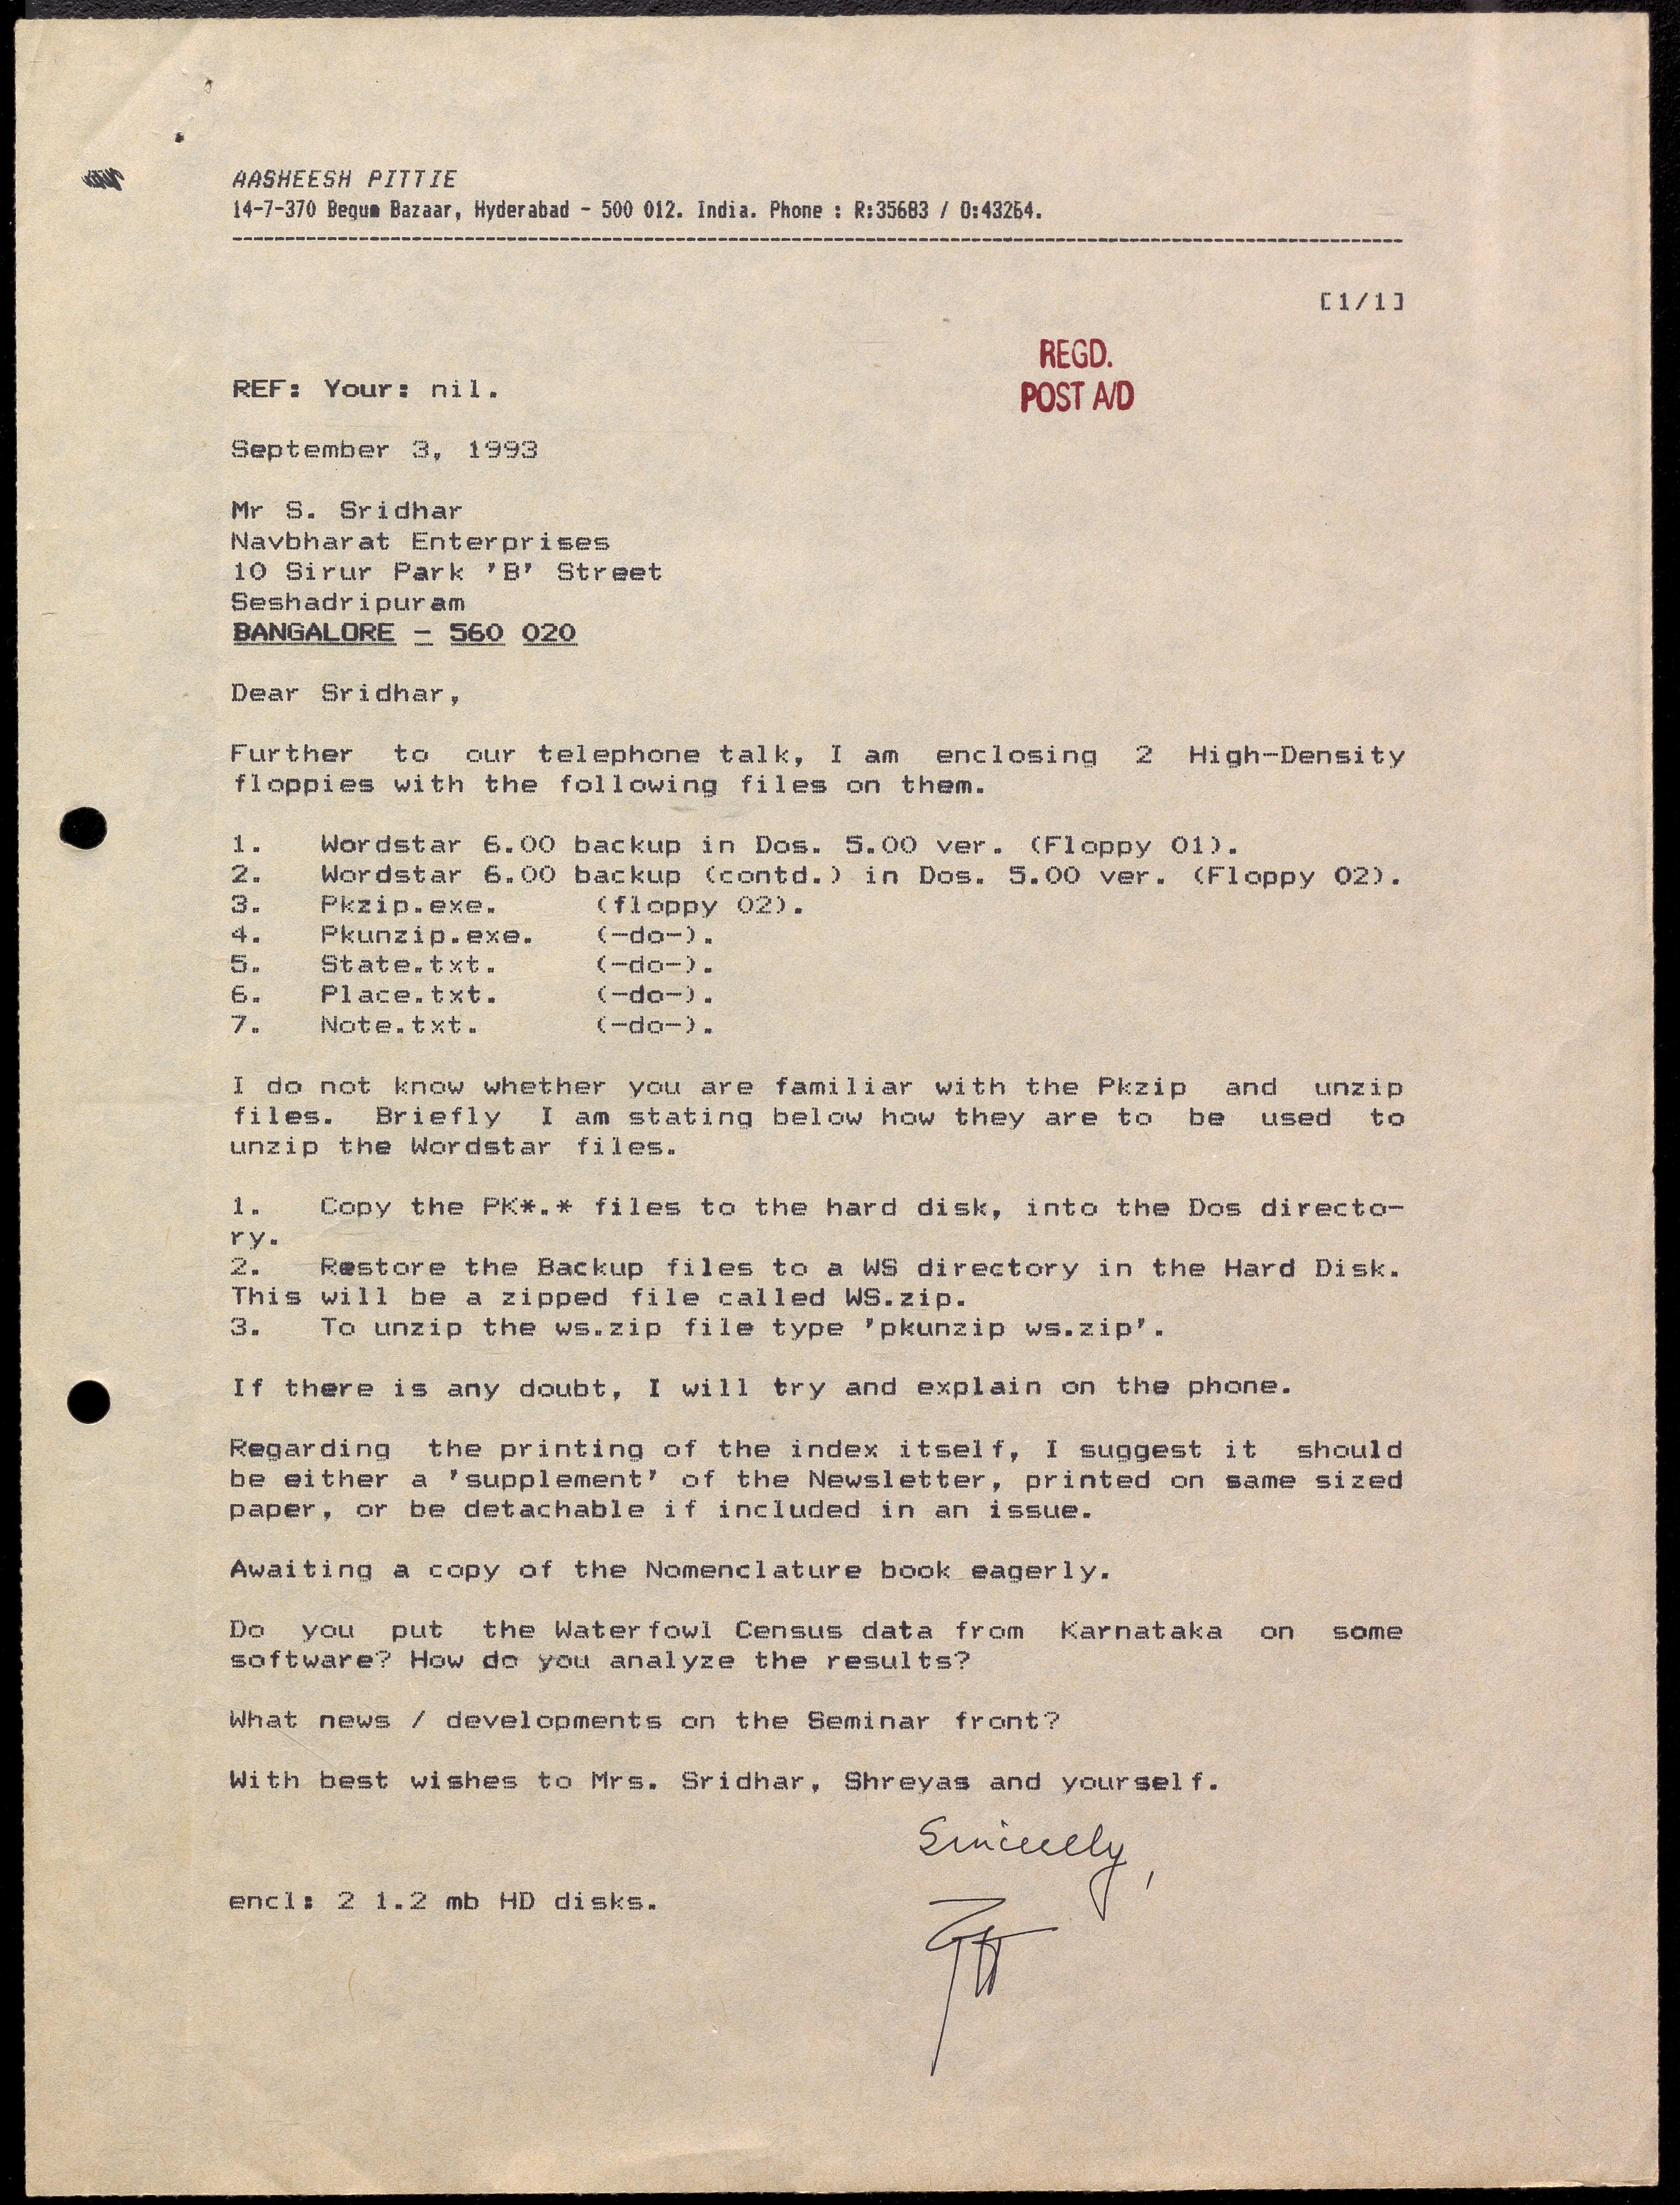 AASHEESH PITTIE
14-7-370 Begum Bazaar, Hyderabad - 500 012. India. Phone : R:35683 / O:43264.
[1/1]
REGD.
POST A/D
REF: Your: nil.
September 3, 1993
Mr S. Sridhar
Navbharat Enterprises
10 Sirur Park 'B' Street
Seshadripuram
BANGALORE - 560 020
Dear Sridhar,
Further to our telephone talk, I am enclosing 2 High-Density
floppies with the following files on them.
1. Wordstar 6.00 backup in Dos. 5.00 ver. (Floppy 01).
2. Wordstar 6.00 backup (contd.) in Dos. 5.00 ver. (Floppy 02).
3. Pkzip.exe. (floppy 02).
4. Pkunzip.exe. (-do-).
5. State.txt. (-do-).
6. Place.txt. (-do-).
7. Note.txt. (-do-).
I do not know whether you are familiar with the Pkzip and unzip
files. Briefly I am stating below how they are to be used to
unzip the Wordstar files.
1. Copy the PK*.* files to the hard disk, into the Dos directo-
ry.
2. Restore the Backup files to a WS directory in the Hard Disk.
This will be a zipped file called WS.zip.
3. To unzip the ws.zip file type 'pkunzip ws.zip'.
If there is any doubt, I will try and explain on the phone.
Regarding the printing of the index itself, I suggest it should
be either a 'supplement' of the Newsletter, printed on same sized
paper, or be detachable if included in an issue.
Awaiting a copy of the Nomenclature book eagerly.
Do you put the Waterfowl Census data from Karnataka on some
software? How do you analyze the results?
What news / developments on the Seminar front?
With best wishes to Mrs. Sridhar, Shreyas and yourself.
Sincerely,
encl: 2 1.2 mb HD disks.